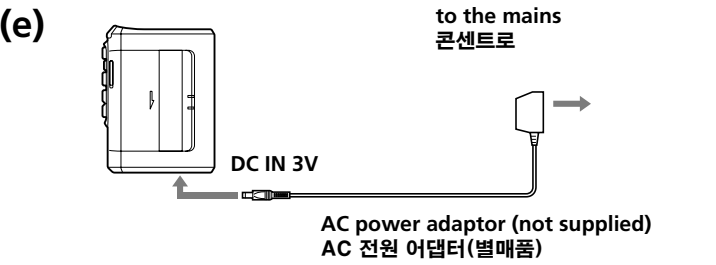 (e)
to the mains
콘센트로
DC IN 3V
AC power adaptor (not supplied)
AC 전원 어댑터(별매품)